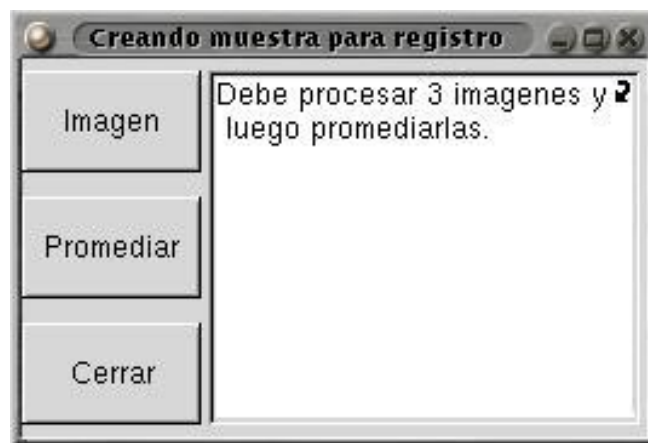 Creando muestra para registro
Imagen
Promediar
Cerrar
Debe procesar 3 imagenes y
luego promediarlas.